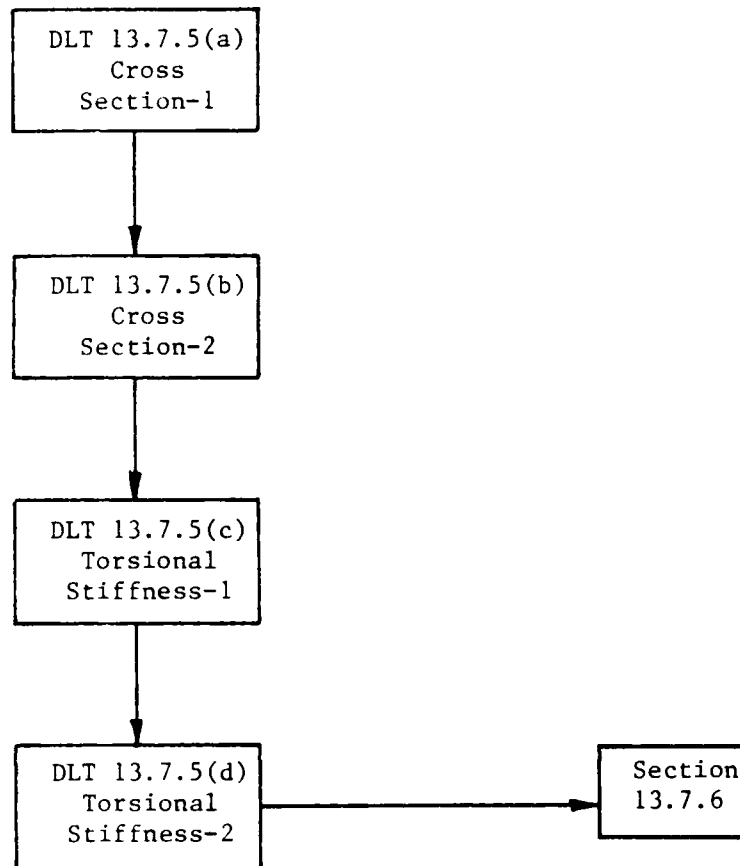 DLT 13.7.5(a)
Cross
Section-1
DLT 13.7.5(b)
Cross
Section-2
DLT 13.7.5(c)
Torsional
Stiffness-1
DLT 13.7.5(d)
Torsional
Stiffness-2
Section
13.7.6